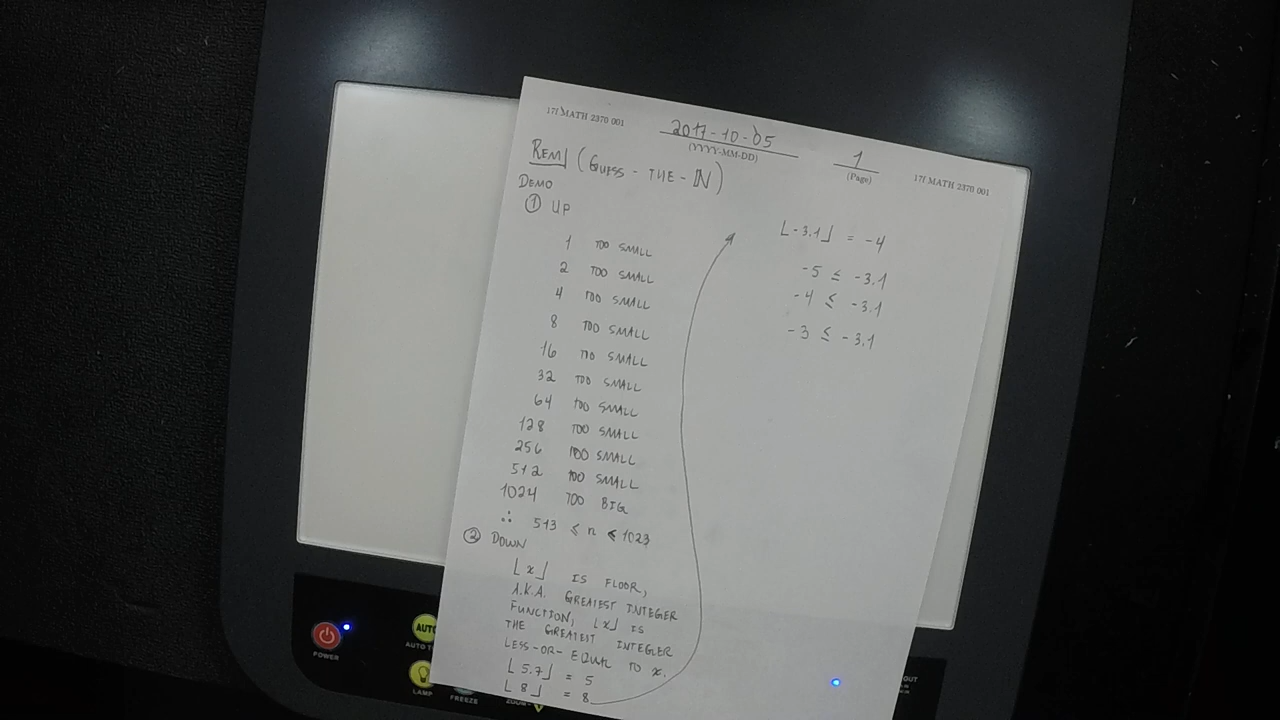 17f MATH 2370 001
2017-10-05
(YYYY-MM-DD)
1
(Page)
17f MATH 2370 001
REM] (GUESS-THE-ℕ)
DEMO
① UP
1 TOO SMALL
2 TOO SMALL
4 TOO SMALL
8 TOO SMALL
16 TOO SMALL
32 TOO SMALL
64 TOO SMALL
128 TOO SMALL
256 TOO SMALL
512 TOO SMALL
1024 TOO BIG
∴ 513 ≤ n ≤ 1023
② DOWN
⌊x⌋ IS FLOOR,
A.K.A. GREATEST INTEGER
FUNCTION; ⌊x⌋ IS
THE GREATEST INTEGER
LESS-OR-EQUAL TO x.
⌊5.7⌋ = 5
⌊8⌋ = 8
⌊-3.1⌋ = -4
-5 ≤ -3.1
-4 ≤ -3.1
-3 ≤ -3.1
POWER
AUTO
LAMP
FREEZE
ZOOM-
OUT